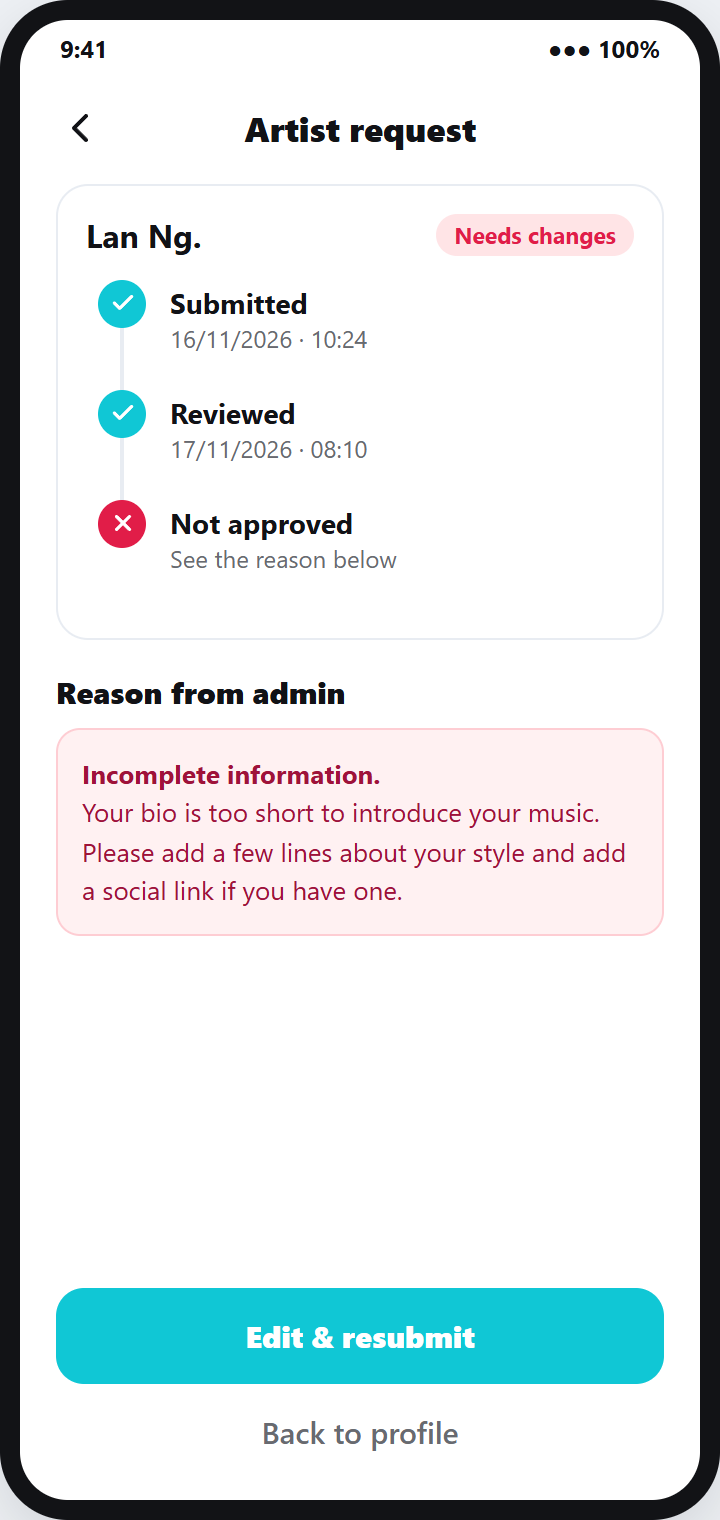 9:41 ●●● 100%
Artist request
Lan Ng. Needs changes
Submitted
16/11/2026 · 10:24
Reviewed
17/11/2026 · 08:10
Not approved
See the reason below
Reason from admin
Incomplete information.
Your bio is too short to introduce your music.
Please add a few lines about your style and add
a social link if you have one.
Edit & resubmit
Back to profile